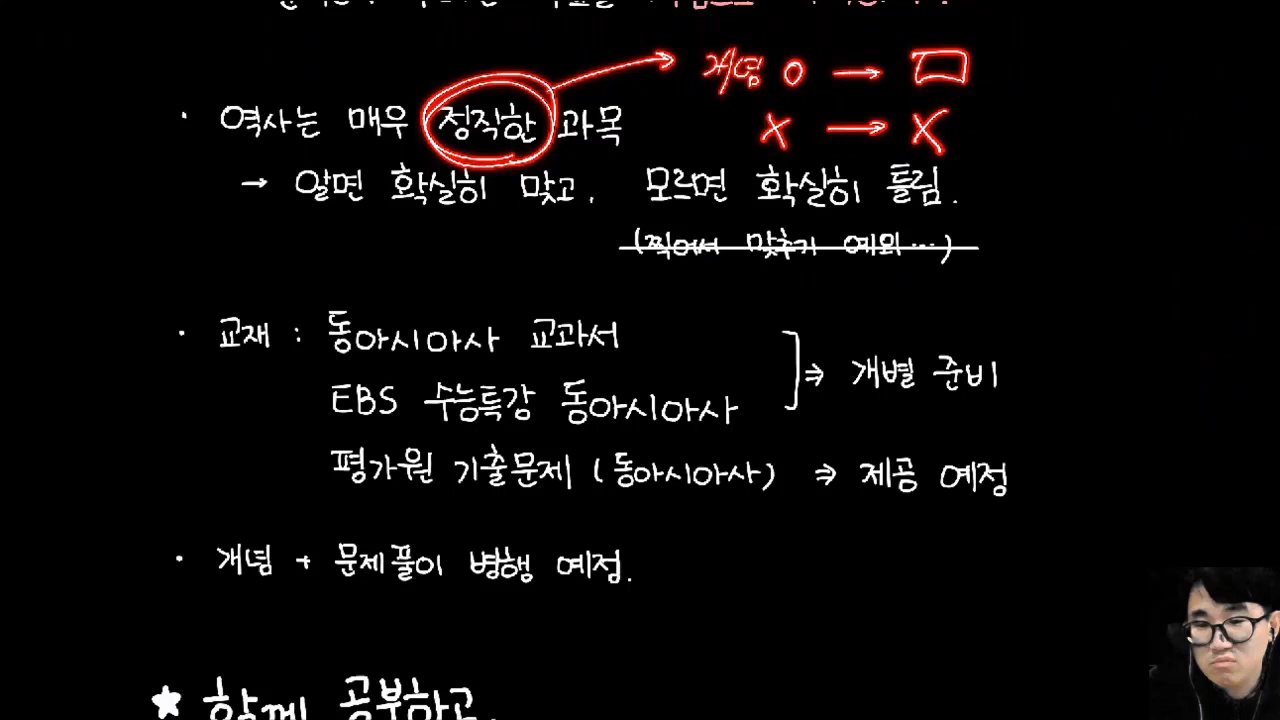 개념 O → □
X → X
· 역사는 매우 정직한 과목
→ 알면 확실히 맞고, 모르면 확실히 틀림.
(찍어서 맞추기 예외…)
· 교재 : 동아시아사 교과서
EBS 수능특강 동아시아사 ⇒ 개별 준비
평가원 기출문제 (동아시아사) ⇒ 제공 예정
· 개념 + 문제풀이 병행 예정.
★ 함께 공부하고,